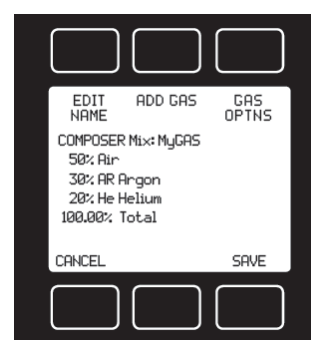 EDIT ADD GAS GAS
NAME OPTNS
COMPOSER Mix: MyGAS
50% Air
30% AR Argon
20% He Helium
100.00% Total
CANCEL SAVE